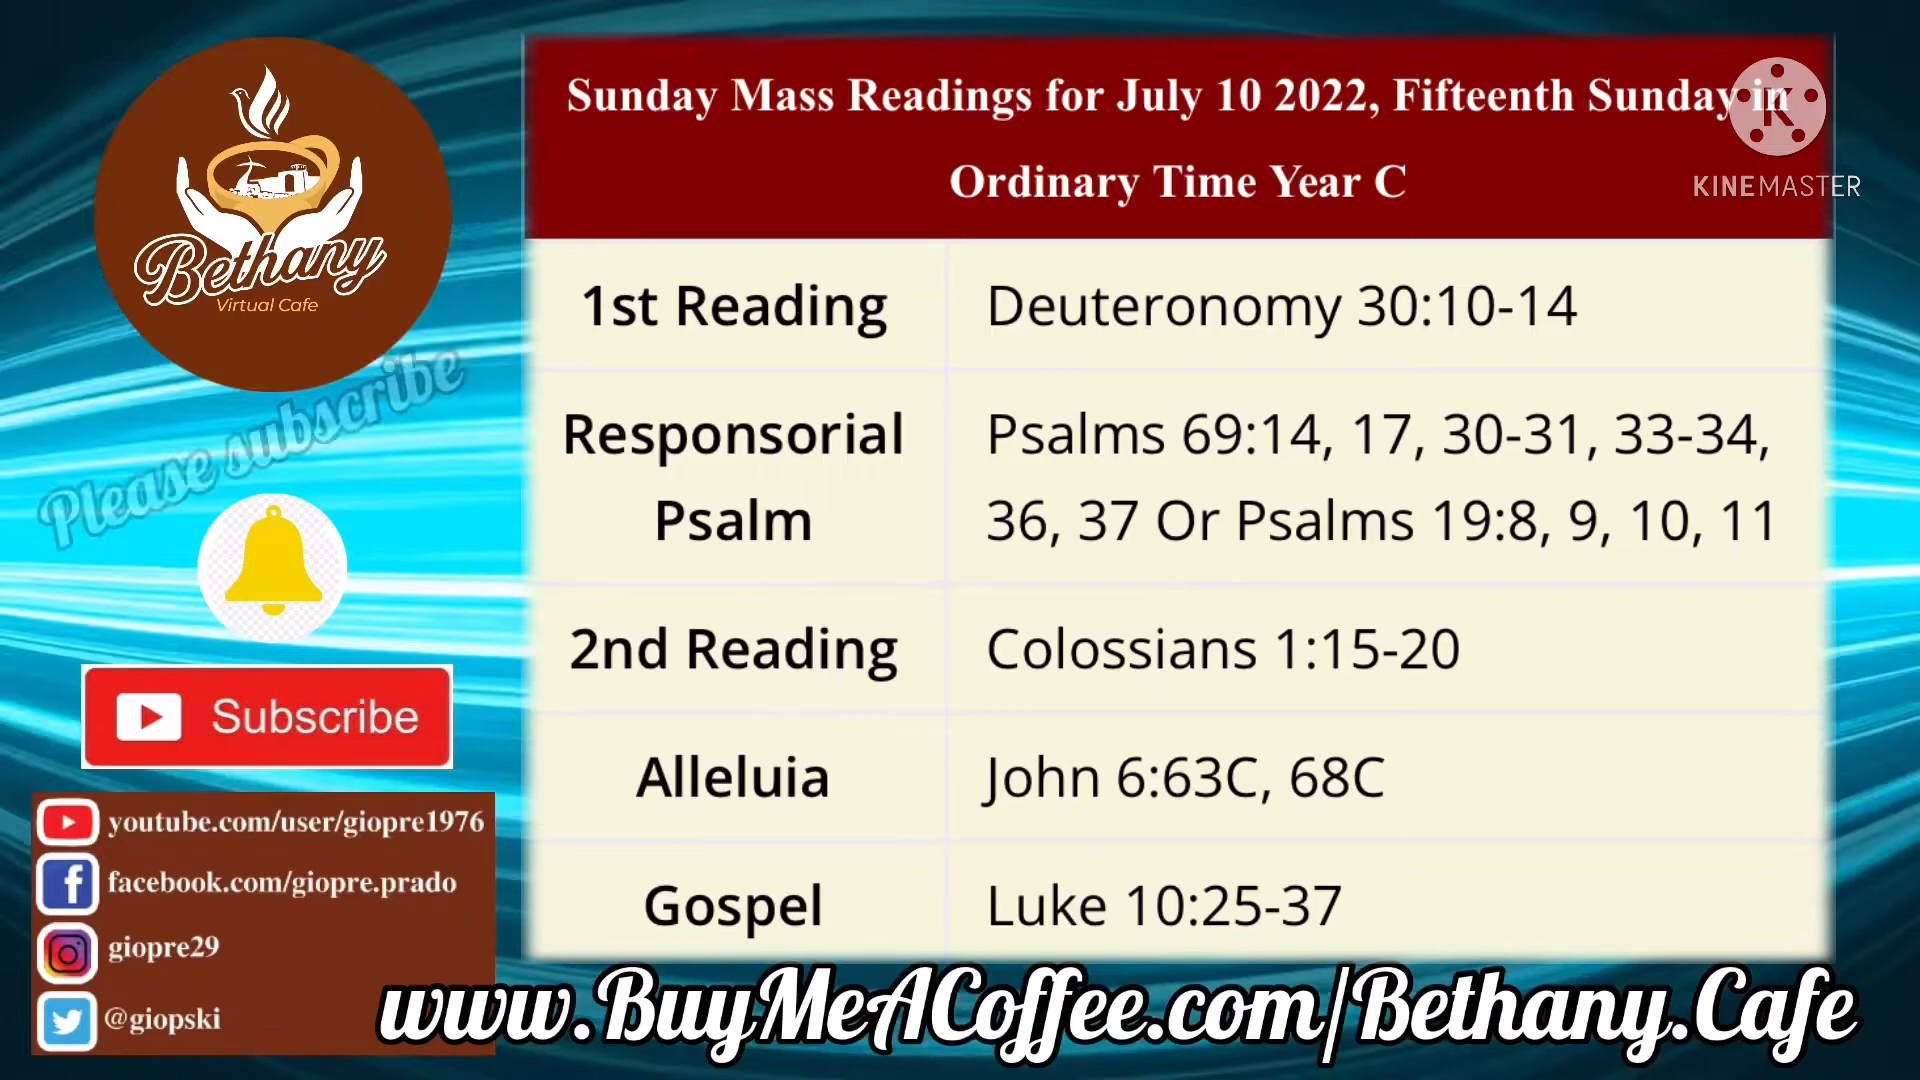 Bethany
Virtual Cafe
Please subscribe
Subscribe
youtube.com/user/giopre1976
facebook.com/giopre.prado
giopre29
@giopski
Sunday Mass Readings for July 10 2022, Fifteenth Sunday in
Ordinary Time Year C
K
KINEMASTER
1st Reading
Deuteronomy 30:10-14
Responsorial
Psalm
Psalms 69:14, 17, 30-31, 33-34,
36, 37 Or Psalms 19:8, 9, 10, 11
2nd Reading
Colossians 1:15-20
Alleluia
John 6:63C, 68C
Gospel
Luke 10:25-37
www.BuyMeACoffee.com/Bethany.Cafe